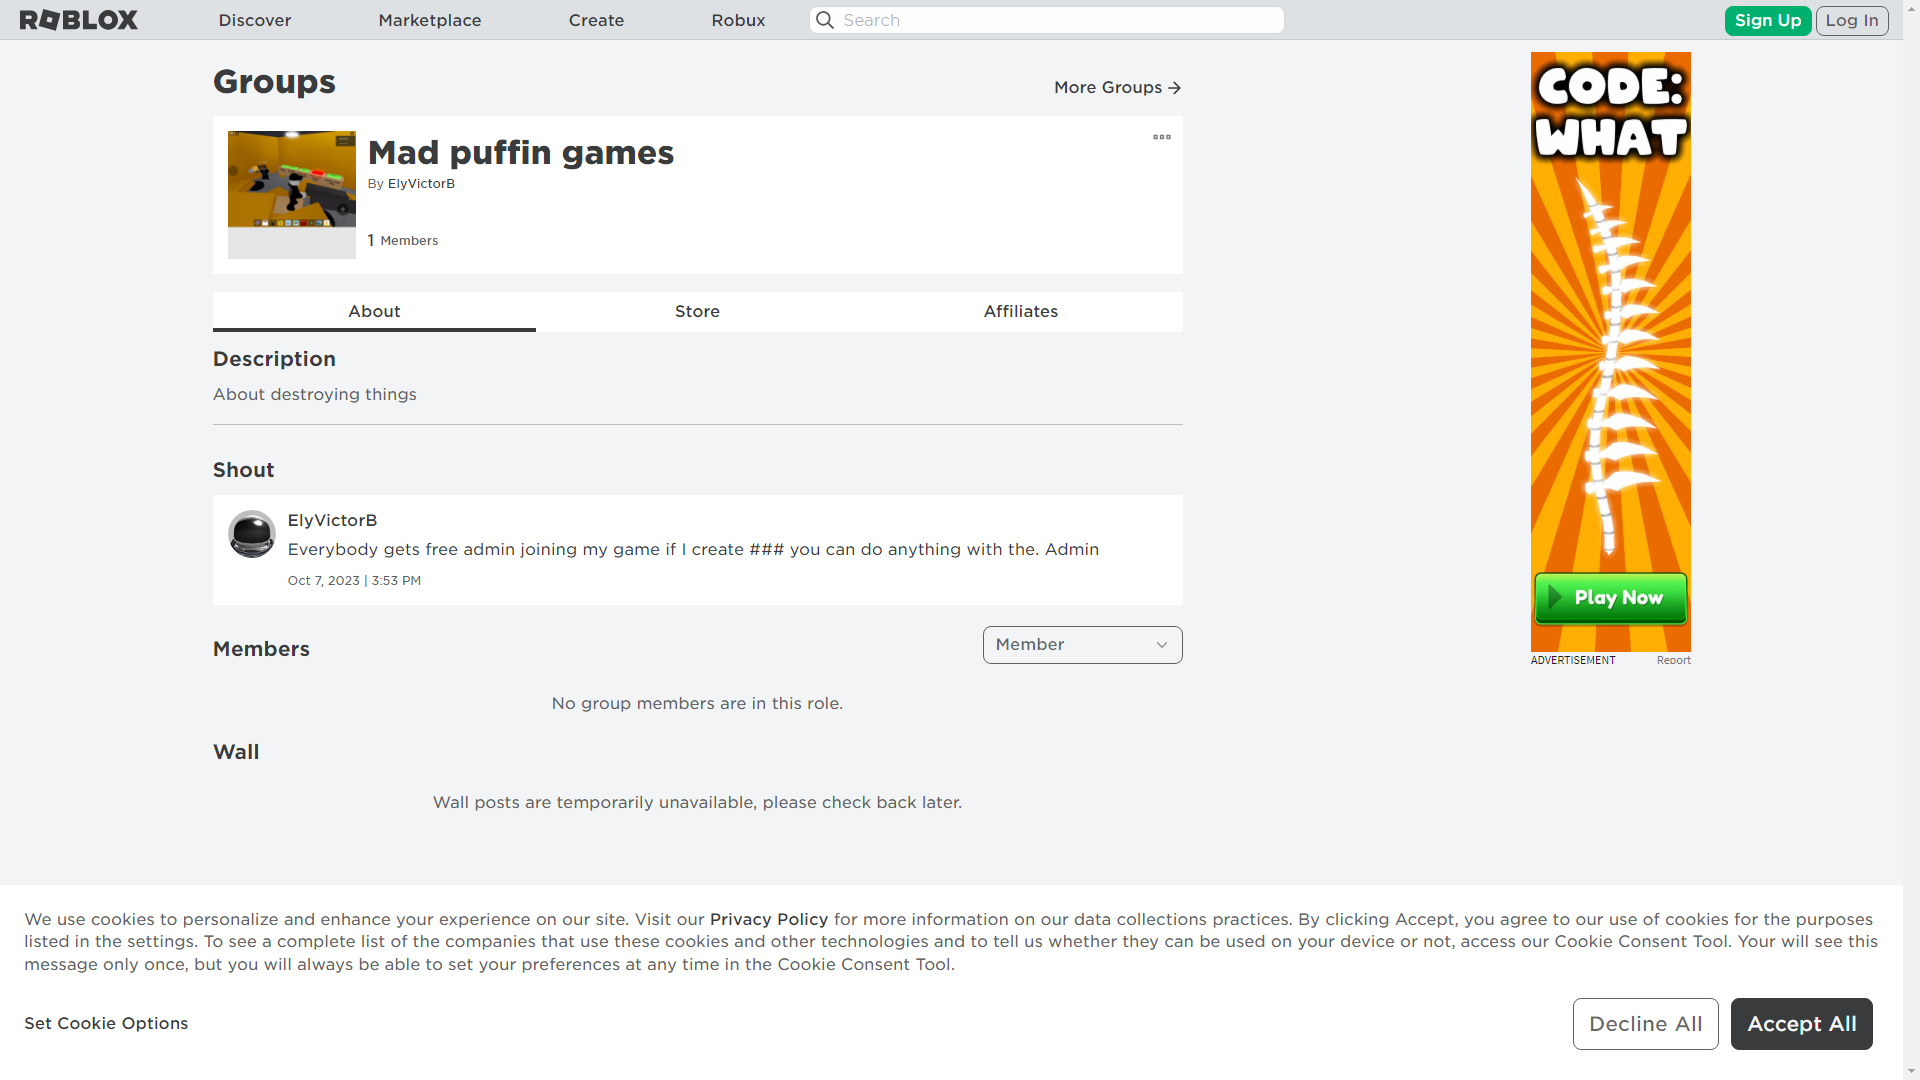 ROBLOX
Discover
Marketplace
Create
Robux
Search
Sign Up
Log In
Groups
More Groups
Mad puffin games
By ElyVictorB
1 Members
About
Store
Affiliates
Description
About destroying things
Shout
ElyVictorB
Everybody gets free admin joining my game if I create ### you can do anything with the. Admin
Oct 7, 2023 | 3:53 PM
Members
Member
No group members are in this role.
Wall
Wall posts are temporarily unavailable, please check back later.
CODE:
WHAT
Play Now
ADVERTISEMENT
Report
We use cookies to personalize and enhance your experience on our site. Visit our Privacy Policy for more information on our data collections practices. By clicking Accept, you agree to our use of cookies for the purposes
listed in the settings. To see a complete list of the companies that use these cookies and other technologies and to tell us whether they can be used on your device or not, access our Cookie Consent Tool. Your will see this
message only once, but you will always be able to set your preferences at any time in the Cookie Consent Tool.
Set Cookie Options
Decline All
Accept All